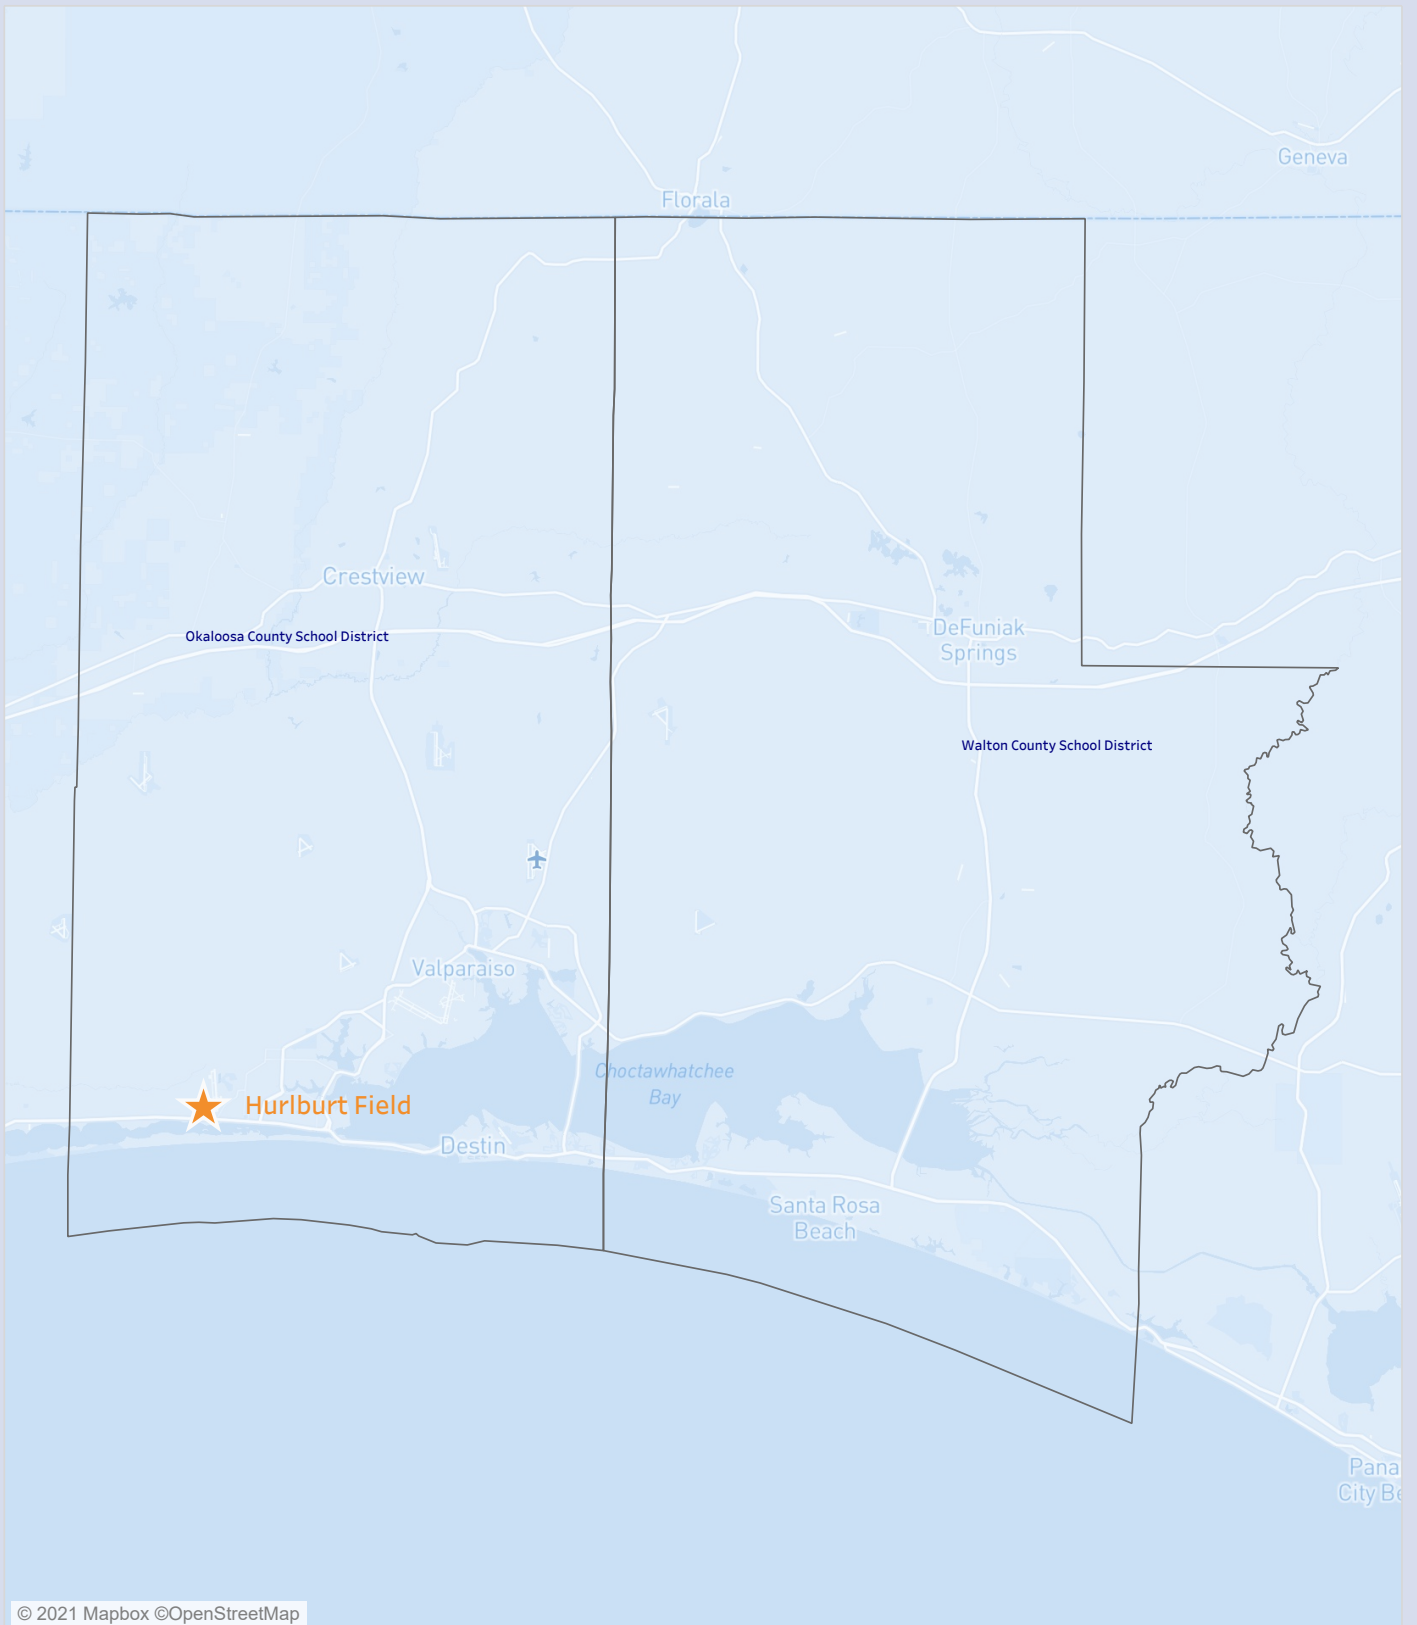 Geneva
Florala
Crestview
Okaloosa County School District
DeFuniak
Springs
Walton County School District
Valparaiso
Choctawhatchee
Bay
Hurlburt Field
Destin
Santa Rosa
Beach
Pana
City Be
© 2021 Mapbox ©OpenStreetMap